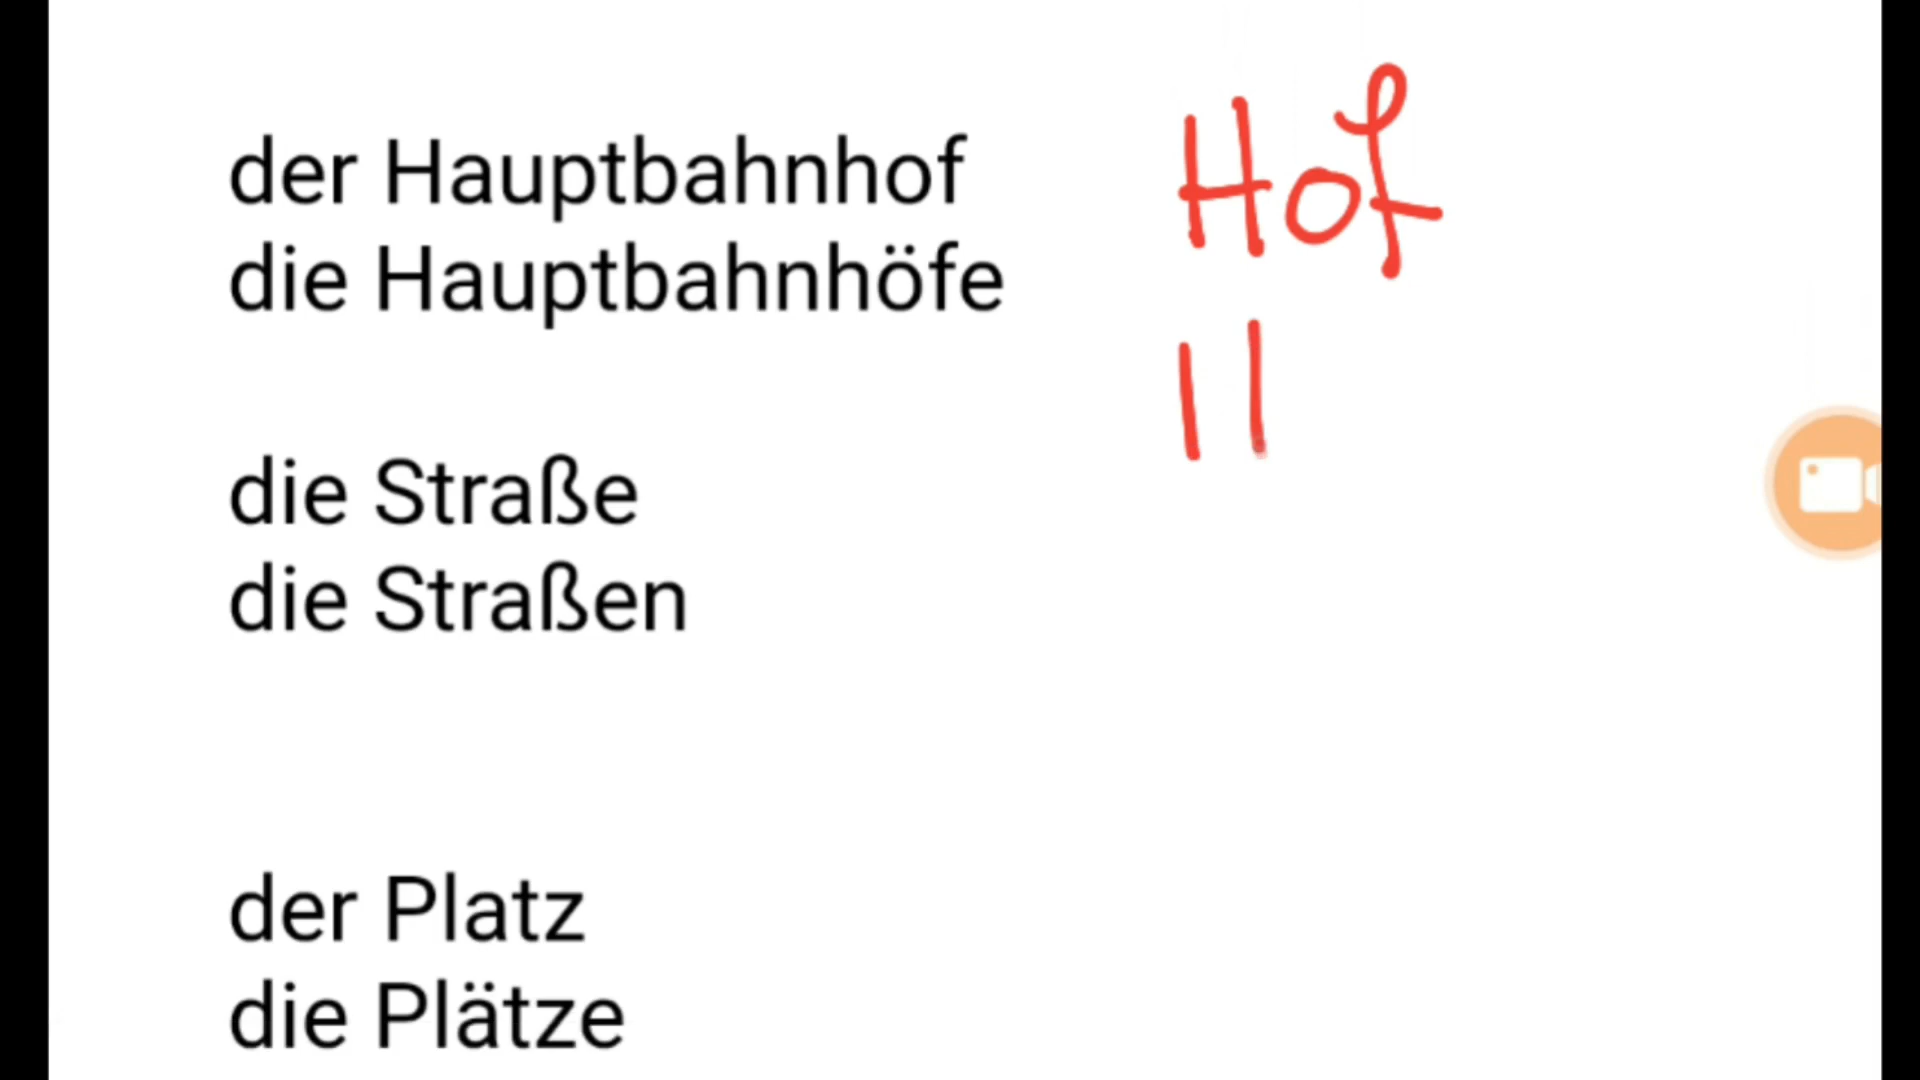 der Hauptbahnhof
die Hauptbahnhöfe
Hof
die Straße
die Straßen
der Platz
die Plätze